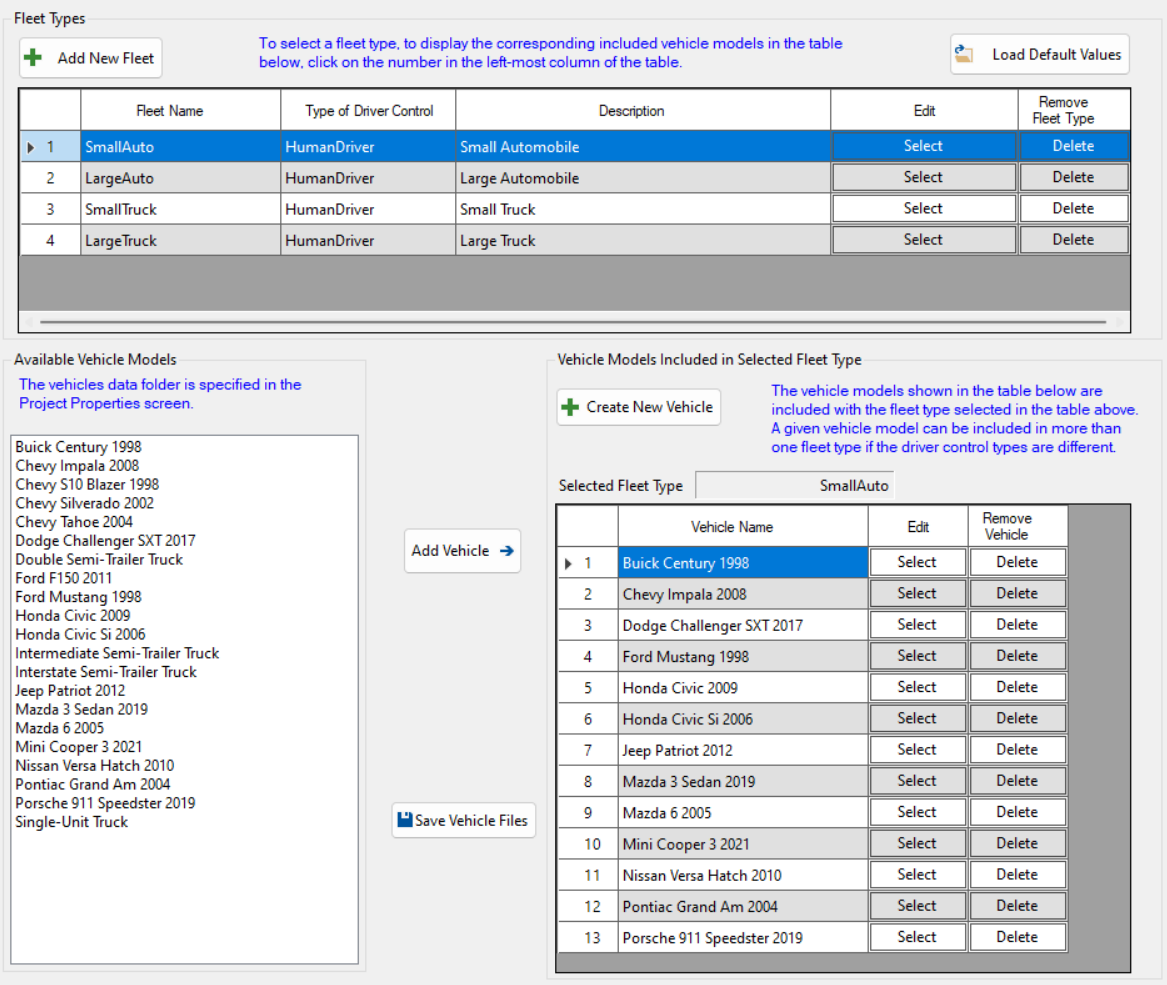 Fleet Types
Add New Fleet
To select a fleet type, to display the corresponding included vehicle models in the table
below, click on the number in the left-most column of the table.
Load Default Values
Fleet Name Type of Driver Control Description Edit Remove
Fleet Type
1 SmallAuto HumanDriver Small Automobile Select Delete
2 LargeAuto HumanDriver Large Automobile Select Delete
3 SmallTruck HumanDriver Small Truck Select Delete
4 LargeTruck HumanDriver Large Truck Select Delete
Available Vehicle Models
The vehicles data folder is specified in the
Project Properties screen.
Buick Century 1998
Chevy Impala 2008
Chevy S10 Blazer 1998
Chevy Silverado 2002
Chevy Tahoe 2004
Dodge Challenger SXT 2017
Double Semi-Trailer Truck
Ford F150 2011
Ford Mustang 1998
Honda Civic 2009
Honda Civic Si 2006
Intermediate Semi-Trailer Truck
Interstate Semi-Trailer Truck
Jeep Patriot 2012
Mazda 3 Sedan 2019
Mazda 6 2005
Mini Cooper 3 2021
Nissan Versa Hatch 2010
Pontiac Grand Am 2004
Porsche 911 Speedster 2019
Single-Unit Truck
Add Vehicle
Save Vehicle Files
Vehicle Models Included in Selected Fleet Type
Create New Vehicle
The vehicle models shown in the table below are
included with the fleet type selected in the table above.
A given vehicle model can be included in more than
one fleet type if the driver control types are different.
Selected Fleet Type SmallAuto
Vehicle Name Edit Remove
Vehicle
1 Buick Century 1998 Select Delete
2 Chevy Impala 2008 Select Delete
3 Dodge Challenger SXT 2017 Select Delete
4 Ford Mustang 1998 Select Delete
5 Honda Civic 2009 Select Delete
6 Honda Civic Si 2006 Select Delete
7 Jeep Patriot 2012 Select Delete
8 Mazda 3 Sedan 2019 Select Delete
9 Mazda 6 2005 Select Delete
10 Mini Cooper 3 2021 Select Delete
11 Nissan Versa Hatch 2010 Select Delete
12 Pontiac Grand Am 2004 Select Delete
13 Porsche 911 Speedster 2019 Select Delete